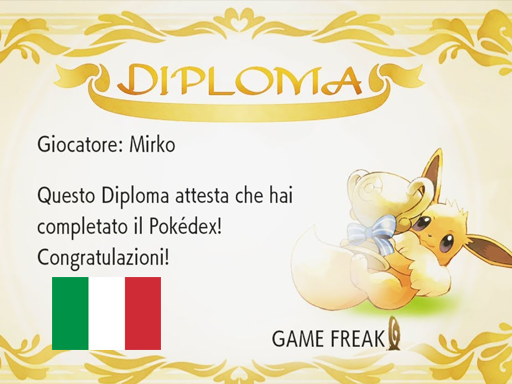 DIPLOMA
Giocatore: Mirko
Questo Diploma attesta che hai
completato il Pokédex!
Congratulazioni!
GAME FREAK